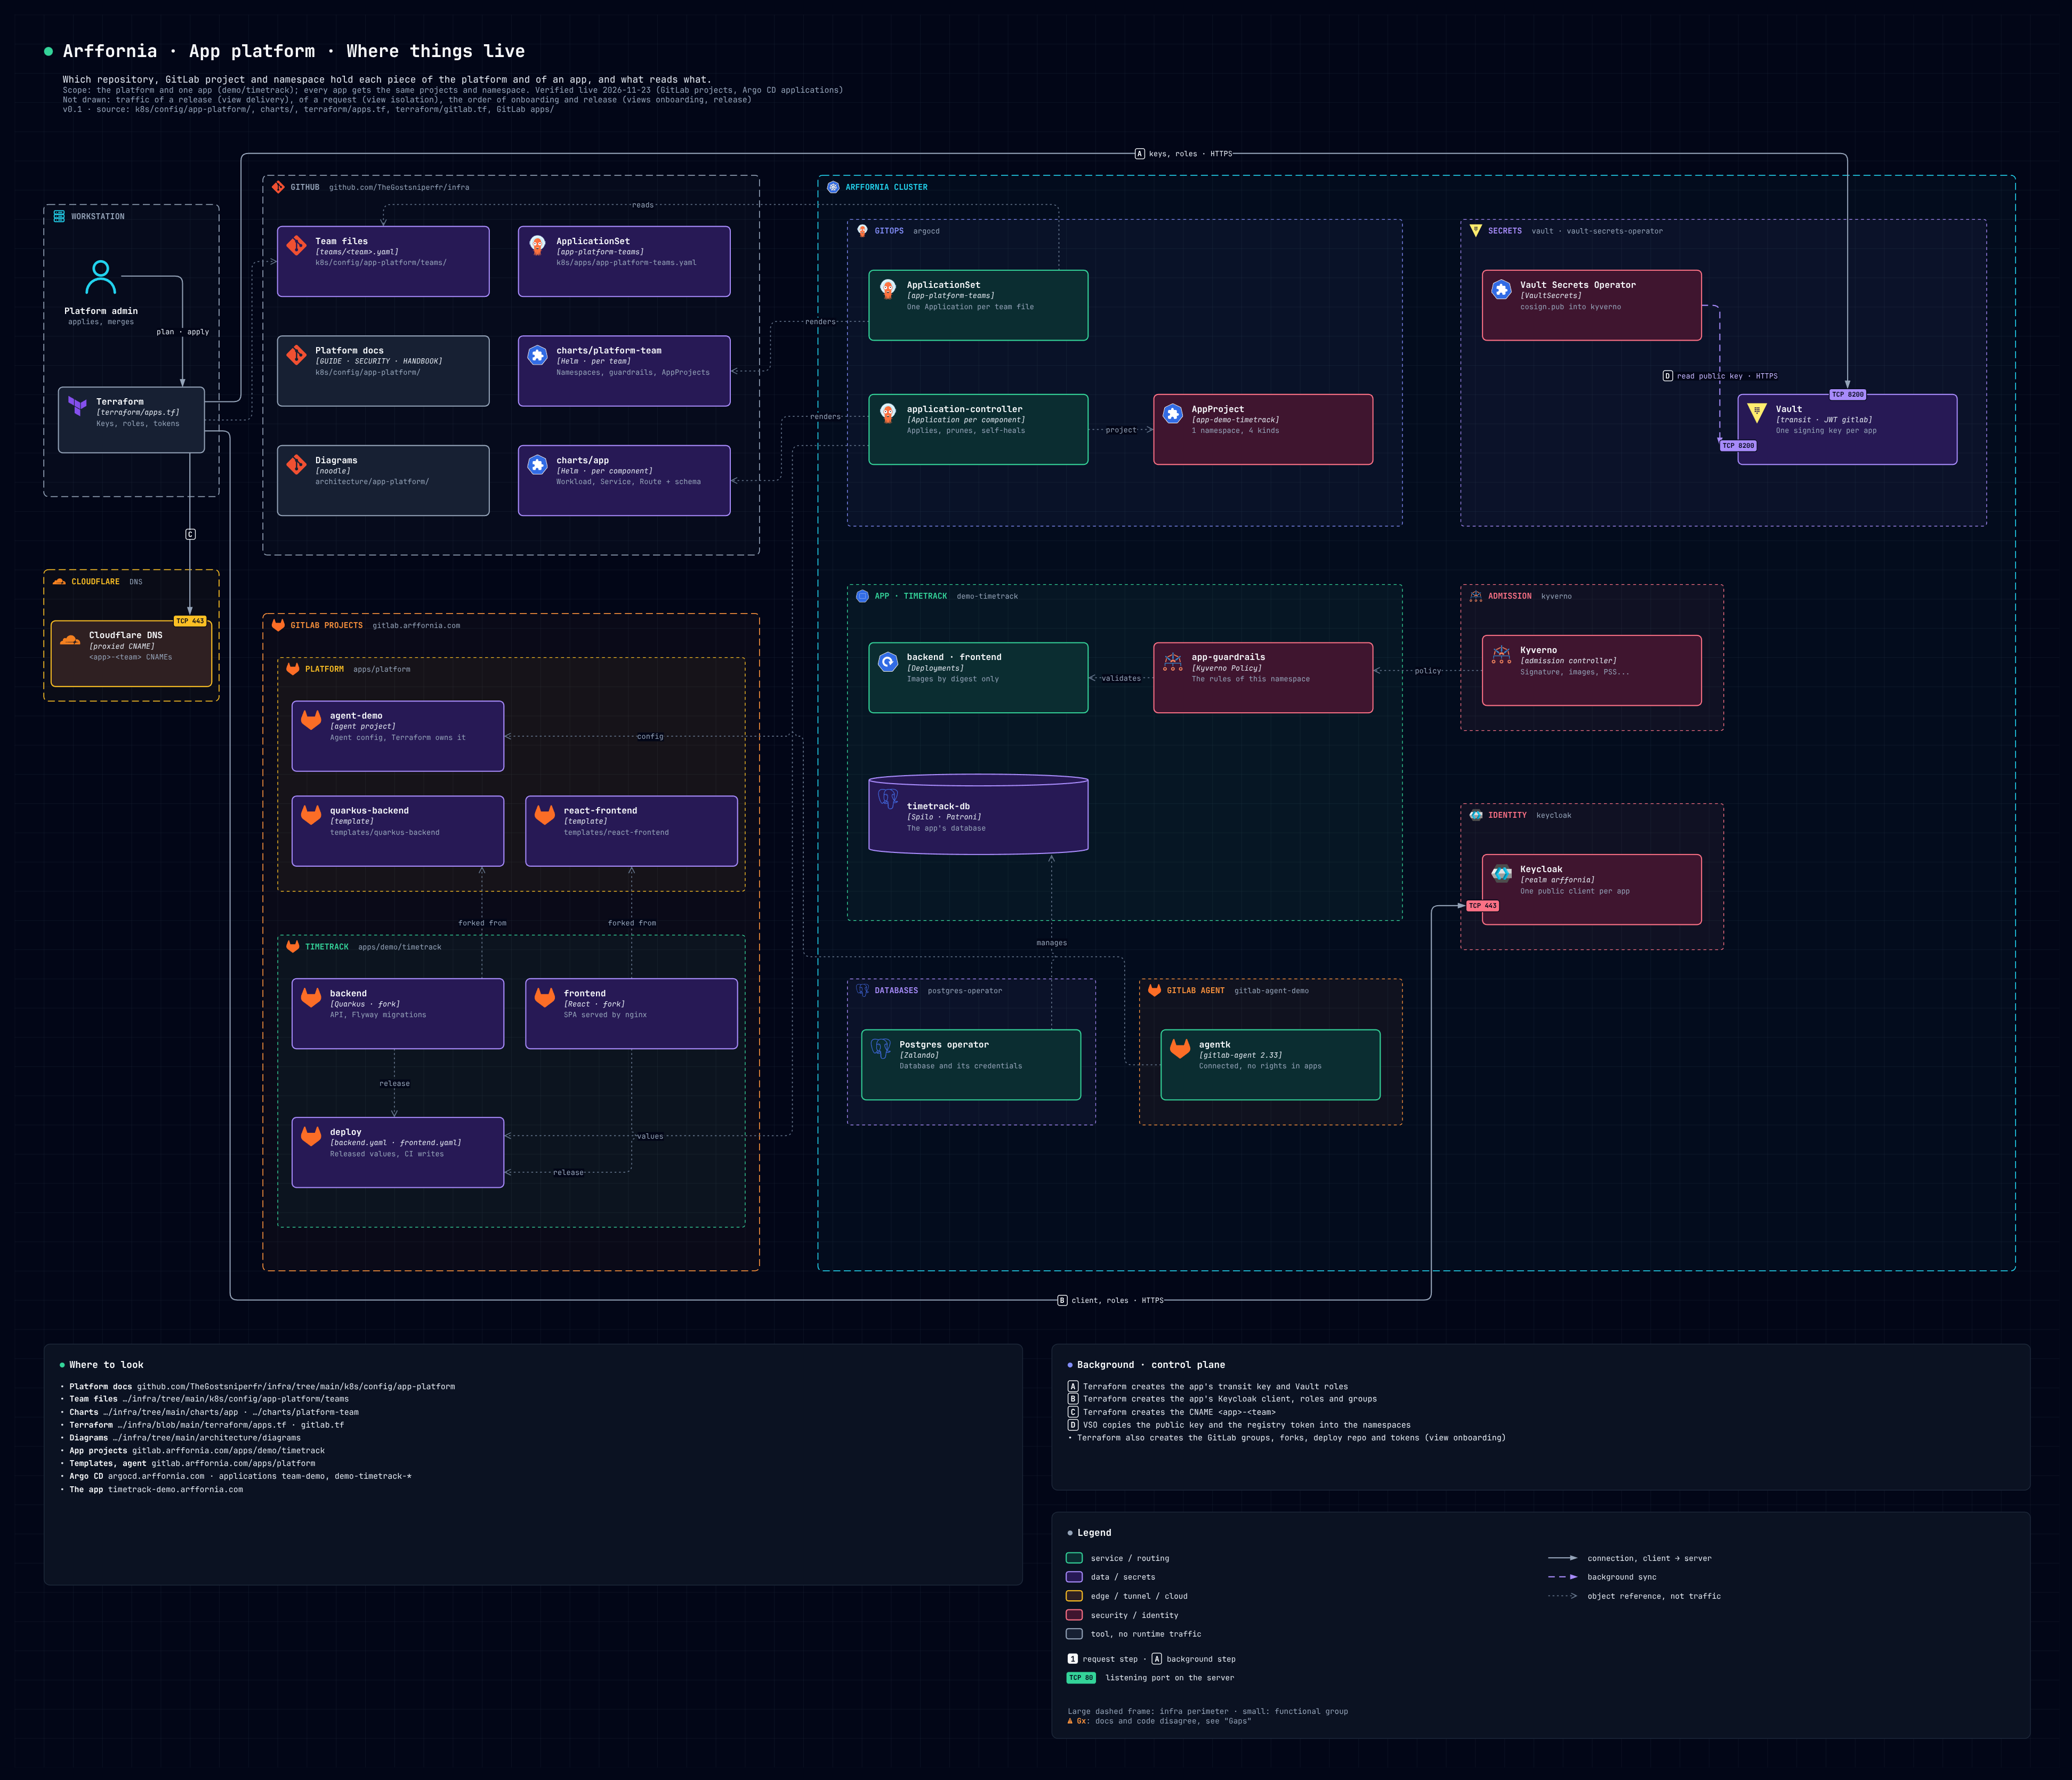 Arffornia · App platform · Where things live
Which repository, GitLab project and namespace hold each piece of the platform and of an app, and what reads what.
Scope: the platform and one app (demo/timetrack); every app gets the same projects and namespace. Verified live 2026-11-23 (GitLab projects, Argo CD applications)
Not drawn: traffic of a release (view delivery), of a request (view isolation), the order of onboarding and release (views onboarding, release)
v0.1 · source: k8s/config/app-platform/, charts/, terraform/apps.tf, terraform/gitlab.tf, GitLab apps/
A keys, roles · HTTPS
WORKSTATION
Platform admin
applies, merges
plan · apply
Terraform
[terraform/apps.tf]
Keys, roles, tokens
C
CLOUDFLARE DNS
TCP 443
Cloudflare DNS
[proxied CNAME]
<app>-<team> CNAMEs
GITHUB github.com/TheGostsniperfr/infra
reads
Team files
[teams/<team>.yaml]
k8s/config/app-platform/teams/
ApplicationSet
[app-platform-teams]
k8s/apps/app-platform-teams.yaml
Platform docs
[GUIDE · SECURITY · HANDBOOK]
k8s/config/app-platform/
charts/platform-team
[Helm · per team]
Namespaces, guardrails, AppProjects
Diagrams
[noodle]
architecture/app-platform/
charts/app
[Helm · per component]
Workload, Service, Route + schema
GITLAB PROJECTS gitlab.arffornia.com
PLATFORM apps/platform
agent-demo
[agent project]
Agent config, Terraform owns it
config
quarkus-backend
[template]
templates/quarkus-backend
react-frontend
[template]
templates/react-frontend
forked from
forked from
TIMETRACK apps/demo/timetrack
backend
[Quarkus · fork]
API, Flyway migrations
frontend
[React · fork]
SPA served by nginx
release
deploy
[backend.yaml · frontend.yaml]
Released values, CI writes
values
release
ARFFORNIA CLUSTER
GITOPS argocd
ApplicationSet
[app-platform-teams]
One Application per team file
renders
application-controller
[Application per component]
Applies, prunes, self-heals
renders
project
AppProject
[app-demo-timetrack]
1 namespace, 4 kinds
SECRETS vault · vault-secrets-operator
Vault Secrets Operator
[VaultSecrets]
cosign.pub into kyverno
D read public key · HTTPS
TCP 8200
Vault
[transit · JWT gitlab]
One signing key per app
TCP 8200
APP · TIMETRACK demo-timetrack
backend · frontend
[Deployments]
Images by digest only
validates
app-guardrails
[Kyverno Policy]
The rules of this namespace
policy
ADMISSION kyverno
Kyverno
[admission controller]
Signature, images, PSS...
timetrack-db
[Spilo · Patroni]
The app's database
IDENTITY keycloak
Keycloak
[realm arffornia]
One public client per app
TCP 443
manages
DATABASES postgres-operator
Postgres operator
[Zalando]
Database and its credentials
GITLAB AGENT gitlab-agent-demo
agentk
[gitlab-agent 2.33]
Connected, no rights in apps
B client, roles · HTTPS
Where to look
• Platform docs github.com/TheGostsniperfr/infra/tree/main/k8s/config/app-platform
• Team files …/infra/tree/main/k8s/config/app-platform/teams
• Charts …/infra/tree/main/charts/app · …/charts/platform-team
• Terraform …/infra/blob/main/terraform/apps.tf · gitlab.tf
• Diagrams …/infra/tree/main/architecture/diagrams
• App projects gitlab.arffornia.com/apps/demo/timetrack
• Templates, agent gitlab.arffornia.com/apps/platform
• Argo CD argocd.arffornia.com · applications team-demo, demo-timetrack-*
• The app timetrack-demo.arffornia.com
Background · control plane
A Terraform creates the app's transit key and Vault roles
B Terraform creates the app's Keycloak client, roles and groups
C Terraform creates the CNAME <app>-<team>
D VSO copies the public key and the registry token into the namespaces
• Terraform also creates the GitLab groups, forks, deploy repo and tokens (view onboarding)
Legend
service / routing
data / secrets
edge / tunnel / cloud
security / identity
tool, no runtime traffic
connection, client → server
background sync
object reference, not traffic
1 request step · A background step
TCP 80 listening port on the server
Large dashed frame: infra perimeter · small: functional group
⚠ Gx: docs and code disagree, see "Gaps"